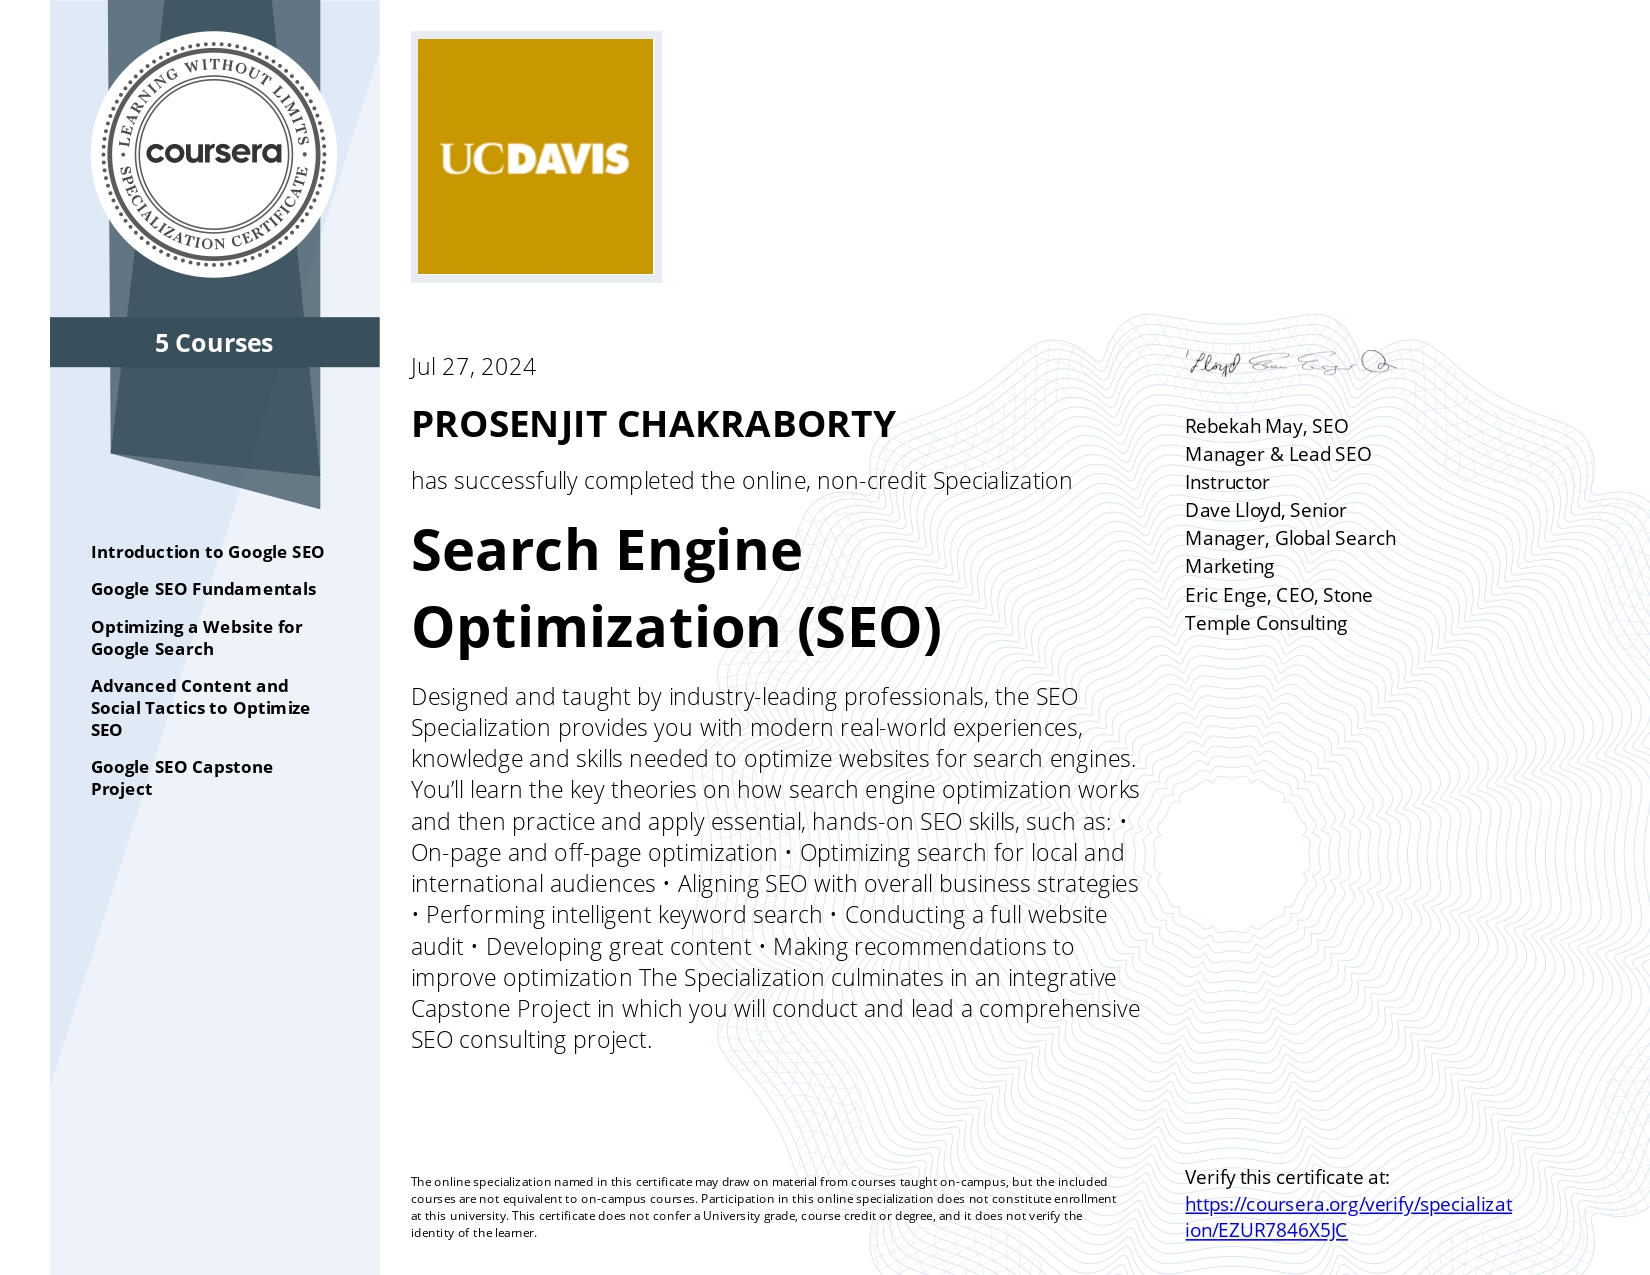 LEARNING WITHOUT LIMITS
coursera
SPECIALIZATION CERTIFICATE
5 Courses
Introduction to Google SEO
Google SEO Fundamentals
Optimizing a Website for
Google Search
Advanced Content and
Social Tactics to Optimize
SEO
Google SEO Capstone
Project
UCDAVIS
Jul 27, 2024
PROSENJIT CHAKRABORTY
has successfully completed the online, non-credit Specialization
Search Engine
Optimization (SEO)
Designed and taught by industry-leading professionals, the SEO
Specialization provides you with modern real-world experiences,
knowledge and skills needed to optimize websites for search engines.
You’ll learn the key theories on how search engine optimization works
and then practice and apply essential, hands-on SEO skills, such as: •
On-page and off-page optimization • Optimizing search for local and
international audiences • Aligning SEO with overall business strategies
• Performing intelligent keyword search • Conducting a full website
audit • Developing great content • Making recommendations to
improve optimization The Specialization culminates in an integrative
Capstone Project in which you will conduct and lead a comprehensive
SEO consulting project.
The online specialization named in this certificate may draw on material from courses taught on-campus, but the included
courses are not equivalent to on-campus courses. Participation in this online specialization does not constitute enrollment
at this university. This certificate does not confer a University grade, course credit or degree, and it does not verify the
identity of the learner.
Lloyd
Rebekah May, SEO
Manager & Lead SEO
Instructor
Dave Lloyd, Senior
Manager, Global Search
Marketing
Eric Enge, CEO, Stone
Temple Consulting
Verify this certificate at:
https://coursera.org/verify/specializat
ion/EZUR7846X5JC